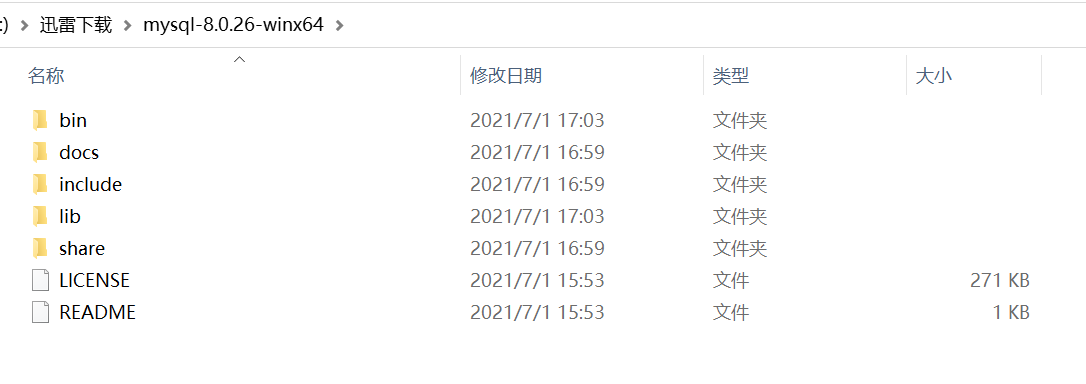 :) 迅雷下载 mysql-8.0.26-winx64
名称 修改日期 类型 大小
bin 2021/7/1 17:03 文件夹
docs 2021/7/1 16:59 文件夹
include 2021/7/1 16:59 文件夹
lib 2021/7/1 17:03 文件夹
share 2021/7/1 16:59 文件夹
LICENSE 2021/7/1 15:53 文件 271 KB
README 2021/7/1 15:53 文件 1 KB